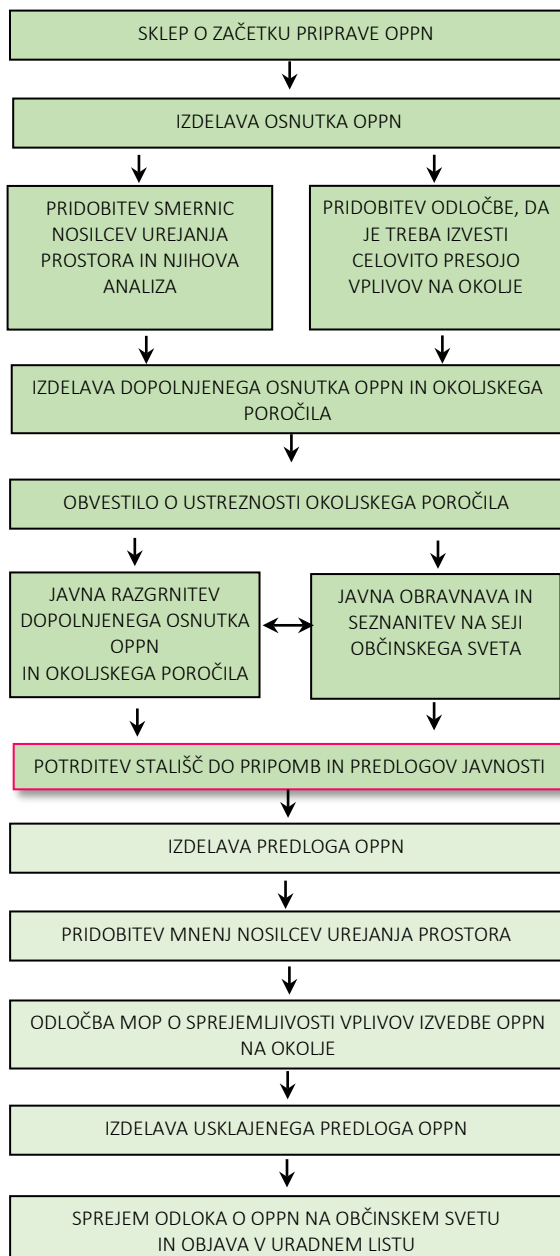 SKLEP O ZAČETKU PRIPRAVE OPPN
IZDELAVA OSNUTKA OPPN
PRIDOBITEV SMERNIC
NOSILCEV UREJANJA
PROSTORA IN NJIHOVA
ANALIZA
PRIDOBITEV ODLOČBE, DA
JE TREBA IZVESTI
CELOVITO PRESOJO
VPLIVOV NA OKOLJE
IZDELAVA DOPOLNJENEGA OSNUTKA OPPN IN OKOLJSKEGA
POROČILA
OBVESTILO O USTREZNOSTI OKOLJSKEGA POROČILA
JAVNA RAZGRNITEV
DOPOLNJENEGA OSNUTKA
OPPN
IN OKOLJSKEGA POROČILA
JAVNA OBRAVNAVA IN
SEZNANITEV NA SEJI
OBČINSKEGA SVETA
POTRDITEV STALIŠČ DO PRIPOMB IN PREDLOGOV JAVNOSTI
IZDELAVA PREDLOGA OPPN
PRIDOBITEV MNENJ NOSILCEV UREJANJA PROSTORA
ODLOČBA MOP O SPREJEMLJIVOSTI VPLIVOV IZVEDBE OPPN
NA OKOLJE
IZDELAVA USKLAJENEGA PREDLOGA OPPN
SPREJEM ODLOKA O OPPN NA OBČINSKEM SVETU
IN OBJAVA V URADNEM LISTU